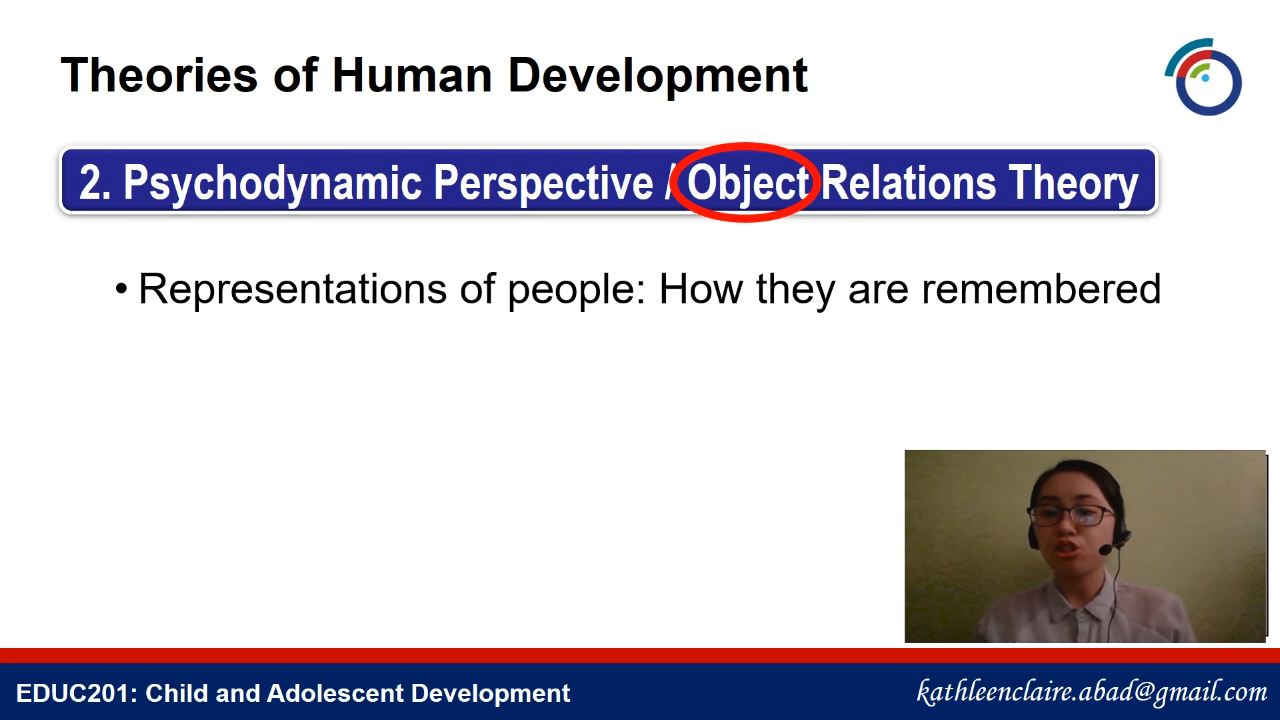 Theories of Human Development
2. Psychodynamic Perspective / Object Relations Theory
• Representations of people: How they are remembered
EDUC201: Child and Adolescent Development
kathleenclaire.abad@gmail.com